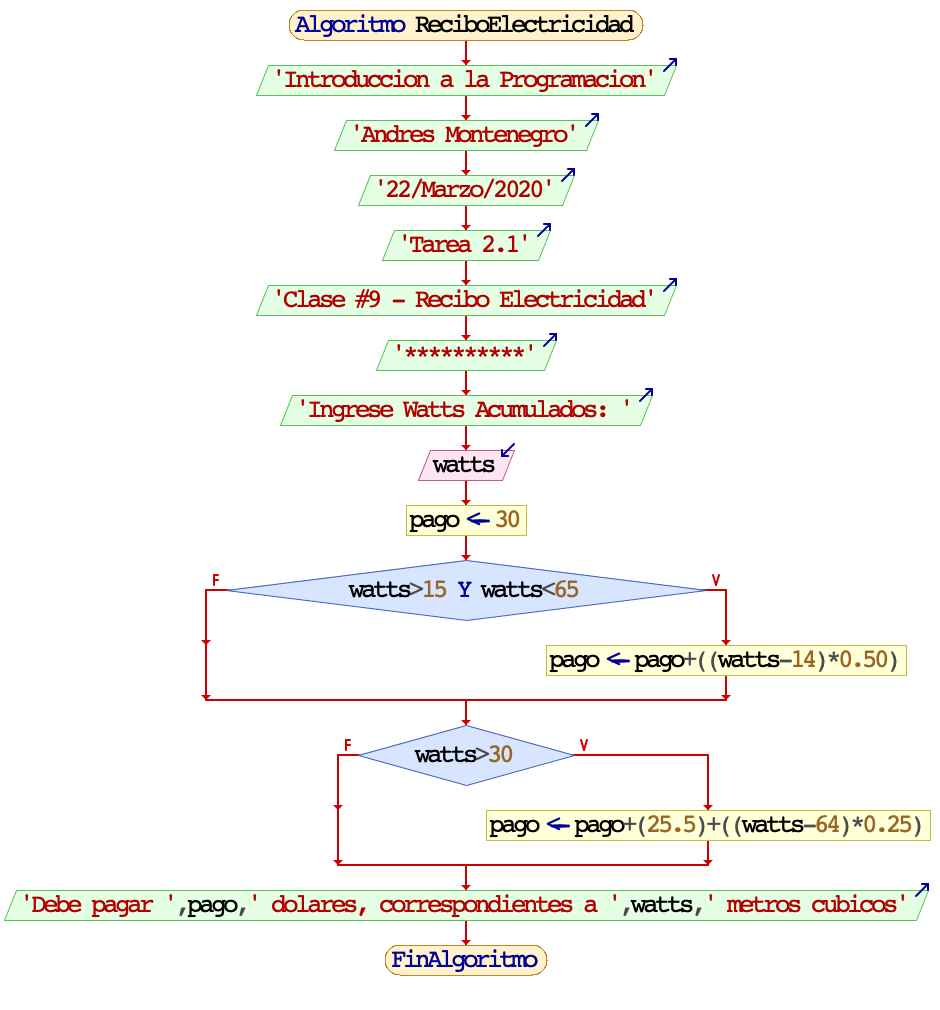 Algoritmo ReciboElectricidad
'Introduccion a la Programacion'
'Andres Montenegro'
'22/Marzo/2020'
'Tarea 2.1'
'Clase #9 - Recibo Electricidad'
'**********'
'Ingrese Watts Acumulados: '
watts
pago ← 30
F
V
watts>15 Y watts<65
pago ← pago+((watts-14)*0.50)
F
V
watts>30
pago ← pago+(25.5)+((watts-64)*0.25)
'Debe pagar ',pago,' dolares, correspondientes a ',watts,' metros cubicos'
FinAlgoritmo